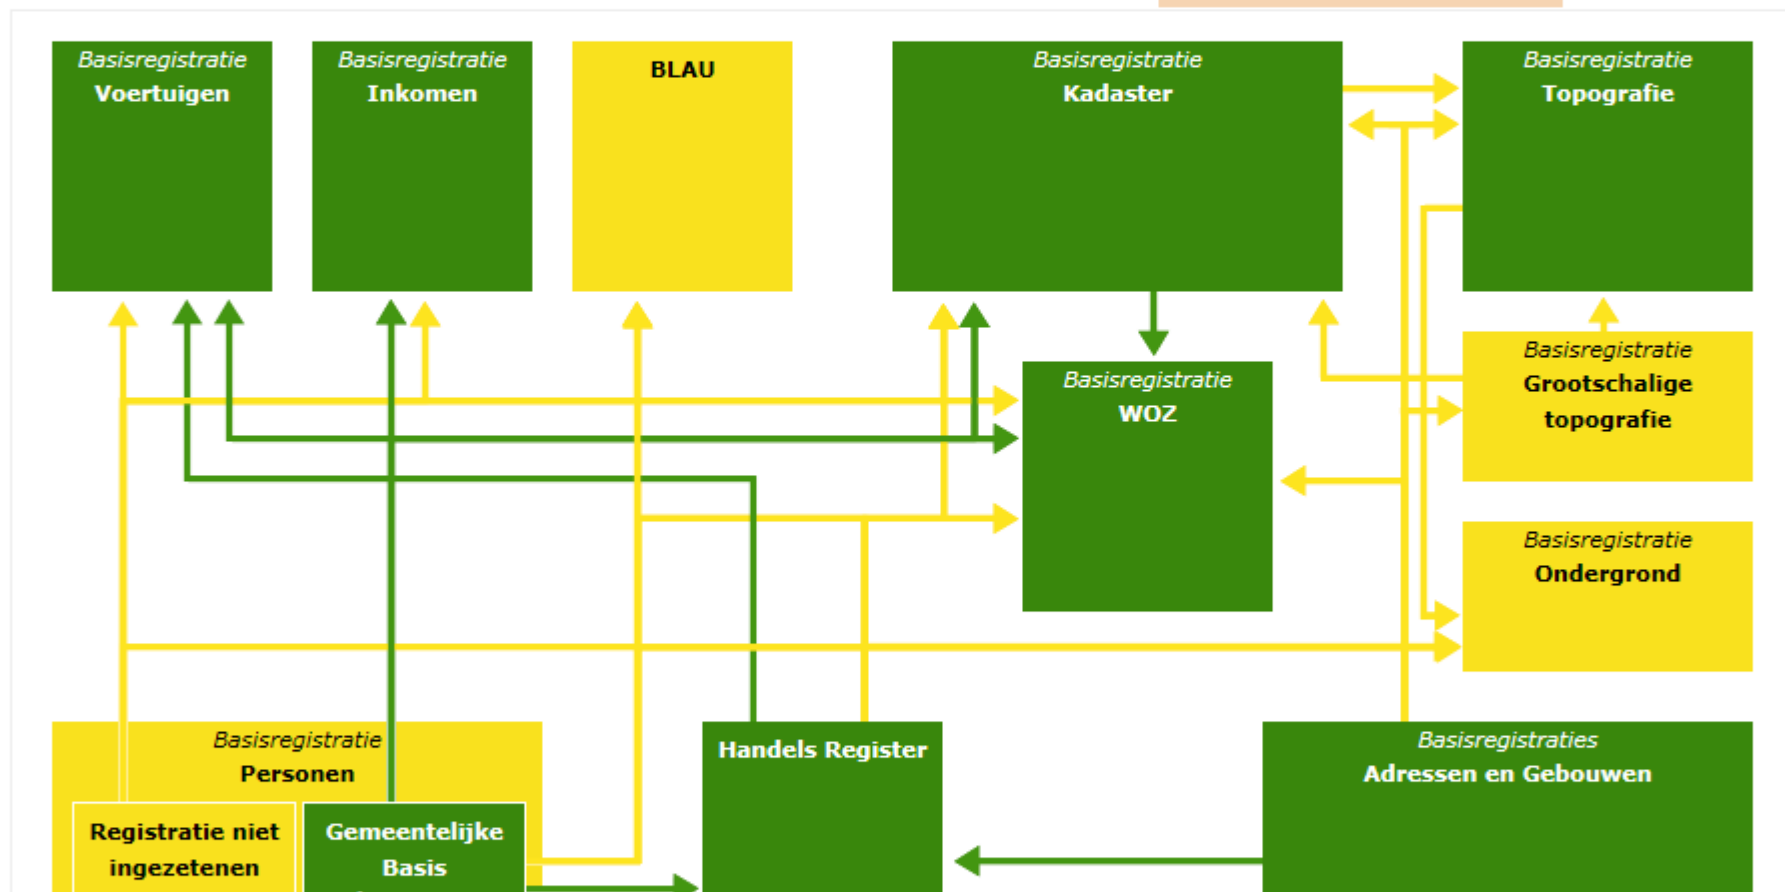 Basisregistratie
Voertuigen
Basisregistratie
Inkomen
BLAU
Basisregistratie
Kadaster
Basisregistratie
Topografie
Basisregistratie
Grootschalige
topografie
Basisregistratie
WOZ
Basisregistratie
Ondergrond
Basisregistratie
Personen
Registratie niet
ingezetenen
Gemeentelijke
Basis
Handels Register
Basisregistraties
Adressen en Gebouwen